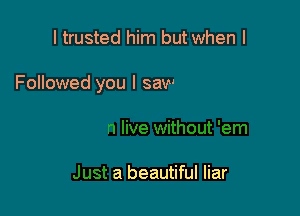 I trusted him but when I
Followed you I saw
live without 'em
Just a beautiful liar